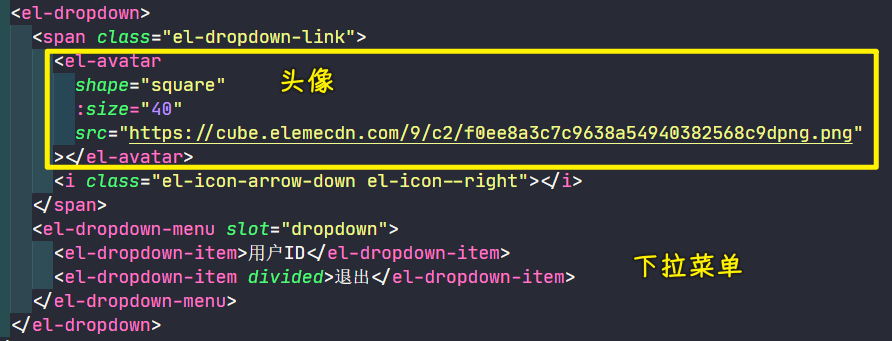 <el-dropdown>
<span class="el-dropdown-link">
<el-avatar
shape="square"
头像
:size="40"
src="https://cube.elemecdn.com/9/c2/f0ee8a3c7c9638a54940382568c9dpng.png"
></el-avatar>
<i class="el-icon-arrow-down el-icon--right"></i>
</span>
<el-dropdown-menu slot="dropdown">
<el-dropdown-item>用户ID</el-dropdown-item>
下拉菜单
<el-dropdown-item divided>退出</el-dropdown-item>
</el-dropdown-menu>
</el-dropdown>